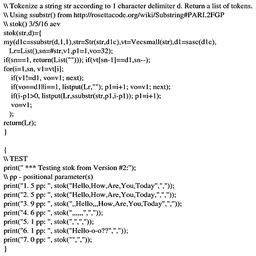 \\ Tokenize a string str according to 1 character delimiter d. Return a list of tokens.
\\ Using ssubstr() from http://rosettacode.org/wiki/Substring#PARI.2FGP
\\ stok() 3/5/16 aev
stok(str,d)={
my(d1c=ssubstr(d,1,1),str=Str(str,d1c),vt=Vecsmall(str),d1=sasc(d1c),
Lr=List(),sn=#str,v1,p1=1,vo=32);
if(sn==1, return(List(""))); if(vt[sn-1]==d1,sn--);
for(i=1,sn, v1=vt[i];
if(v1!=d1, vo=v1; next);
if(vo==d1||i==1, listput(Lr,""); p1=i+1; vo=v1; next);
if(i-p1>0, listput(Lr,ssubstr(str,p1,i-p1)); p1=i+1);
vo=v1;
);
return(Lr);
}
{
\\ TEST
print(" *** Testing stok from Version #2:");
\\ pp - positional parameter(s)
print("1. 5 pp: ", stok("Hello,How,Are,You,Today",","));
print("2. 5 pp: ", stok("Hello,How,Are,You,Today,",","));
print("3. 9 pp: ", stok(",,Hello,,,How,Are,You,Today",","));
print("4. 6 pp: ", stok(",,,,,,",","));
print("5. 1 pp: ", stok(",",","));
print("6. 1 pp: ", stok("Hello-o-o??",","));
print("7. 0 pp: ", stok("",","));
}